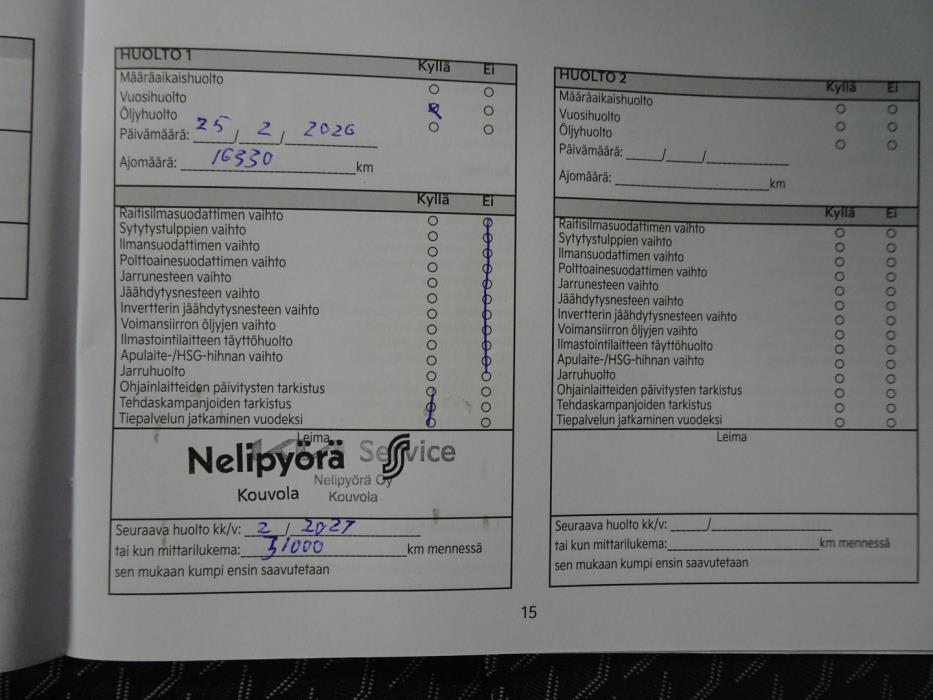 HUOLTO 1
Kyllä Ei
Määräaikaishuolto
Vuosihuolto
Öljyhuolto
Päivämäärä: 25 / 2 / 2026
Ajomäärä: 16330 km
Kyllä Ei
Raitisilmasuodattimen vaihto
Sytytystulppien vaihto
Ilmansuodattimen vaihto
Polttoainesuodattimen vaihto
Jarrunesteen vaihto
Jäähdytysnesteen vaihto
Invertterin jäähdytysnesteen vaihto
Voimansiirron öljyjen vaihto
Ilmastointilaitteen täyttöhuolto
Apulaite-/HSG-hihnan vaihto
Jarruhuolto
Ohjainlaitteiden päivitysten tarkistus
Tehdaskampanjoiden tarkistus
Tiepalvelun jatkaminen vuodeksi
Leima
Nelipyörä
Kouvola
Service
Nelipyörä Oy
Kouvola
Seuraava huolto kk/v: 2 / 2027
tai kun mittarilukema: 31000 km mennessä
sen mukaan kumpi ensin saavutetaan
HUOLTO 2
Kyllä Ei
Määräaikaishuolto
Vuosihuolto
Öljyhuolto
Päivämäärä: / /
Ajomäärä: km
Kyllä Ei
Raitisilmasuodattimen vaihto
Sytytystulppien vaihto
Ilmansuodattimen vaihto
Polttoainesuodattimen vaihto
Jarrunesteen vaihto
Jäähdytysnesteen vaihto
Invertterin jäähdytysnesteen vaihto
Voimansiirron öljyjen vaihto
Ilmastointilaitteen täyttöhuolto
Apulaite-/HSG-hihnan vaihto
Jarruhuolto
Ohjainlaitteiden päivitysten tarkistus
Tehdaskampanjoiden tarkistus
Tiepalvelun jatkaminen vuodeksi
Leima
Seuraava huolto kk/v: /
tai kun mittarilukema: km mennessä
sen mukaan kumpi ensin saavutetaan
15